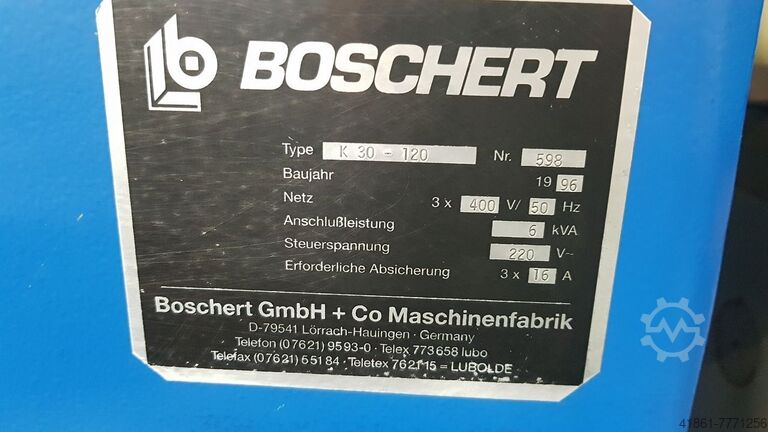 BOSCHERT
Type K 30 - 120 Nr. 598
Baujahr 19 96
Netz 3 x 400 V/ 50 Hz
Anschlußleistung 6 kVA
Steuerspannung 220 V~
Erforderliche Absicherung 3 x 16 A
Boschert GmbH + Co Maschinenfabrik
D-79541 Lörrach-Hauingen · Germany
Telefon (07621) 9593-0 · Telex 773658 lubo
Telefax (07621) 55184 · Teletex 762115 = LUBOLDE
41861-7771256